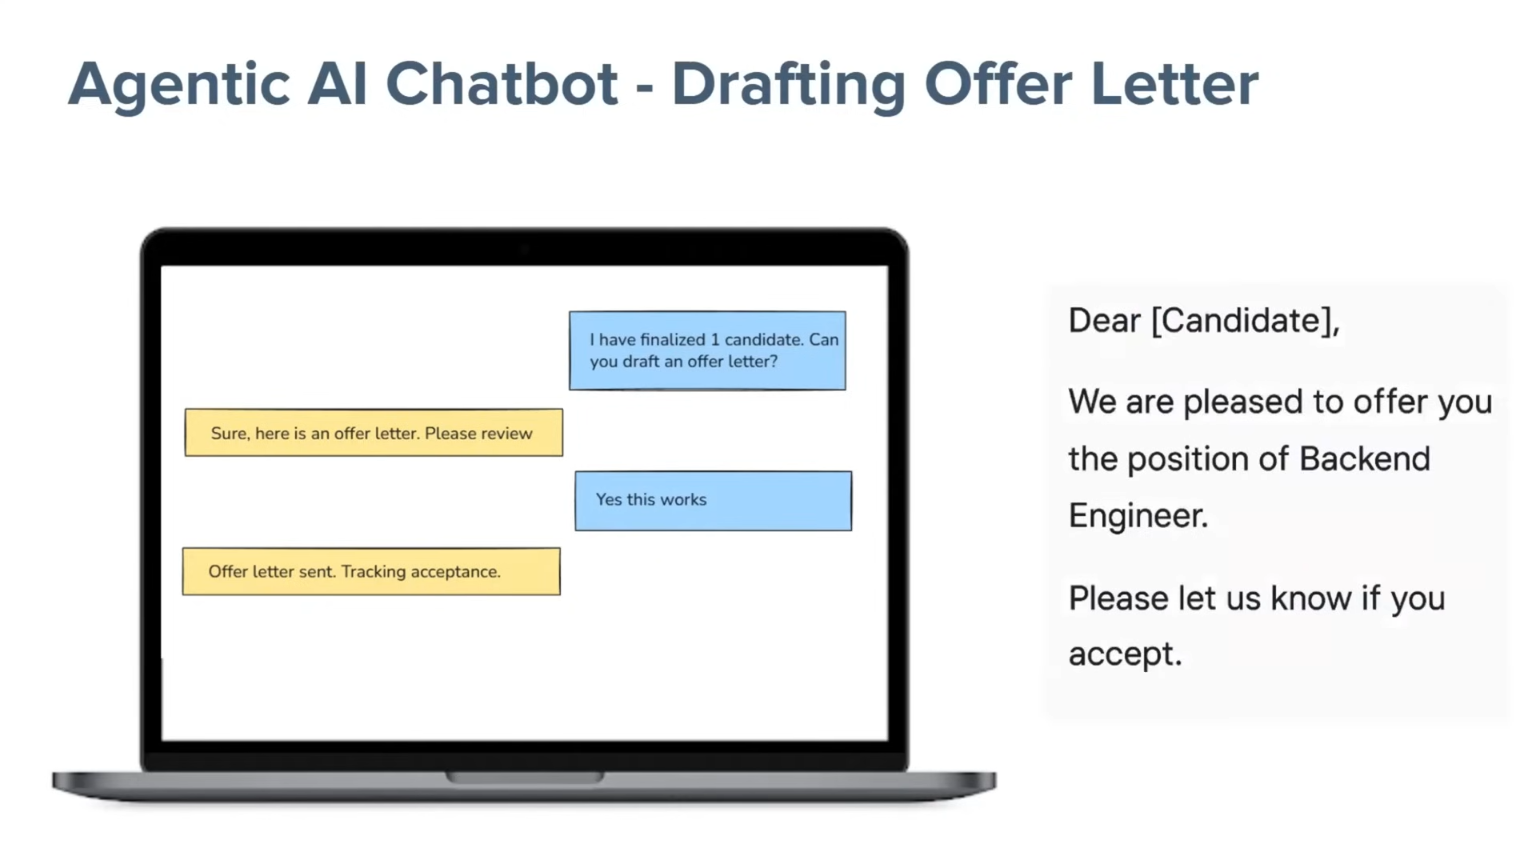 Agentic AI Chatbot - Drafting Offer Letter
I have finalized 1 candidate. Can
you draft an offer letter?
Sure, here is an offer letter. Please review
Yes this works
Offer letter sent. Tracking acceptance.
Dear [Candidate],
We are pleased to offer you
the position of Backend
Engineer.
Please let us know if you
accept.